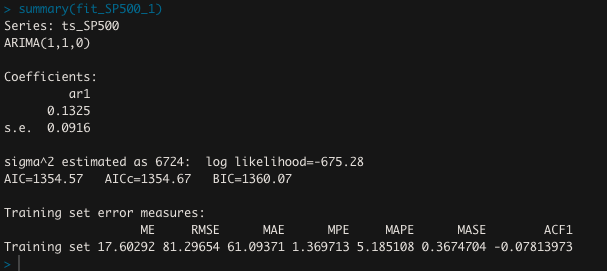 > summary(fit_SP500_1)
Series: ts_SP500
ARIMA(1,1,0)
Coefficients:
ar1
0.1325
s.e. 0.0916
sigma^2 estimated as 6724: log likelihood=-675.28
AIC=1354.57 AICc=1354.67 BIC=1360.07
Training set error measures:
ME RMSE MAE MPE MAPE MASE ACF1
Training set 17.60292 81.29654 61.09371 1.369713 5.185108 0.3674704 -0.07813973
>